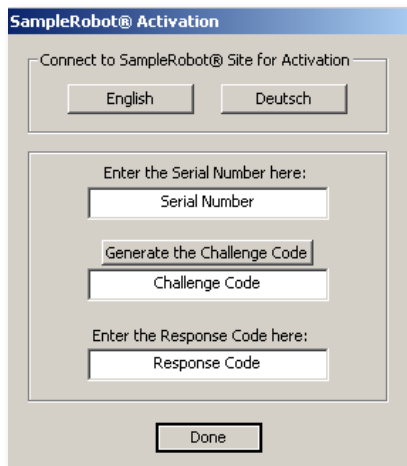 SampleRobot® Activation
Connect to SampleRobot® Site for Activation
English Deutsch
Enter the Serial Number here:
Serial Number
Generate the Challenge Code
Challenge Code
Enter the Response Code here:
Response Code
Done